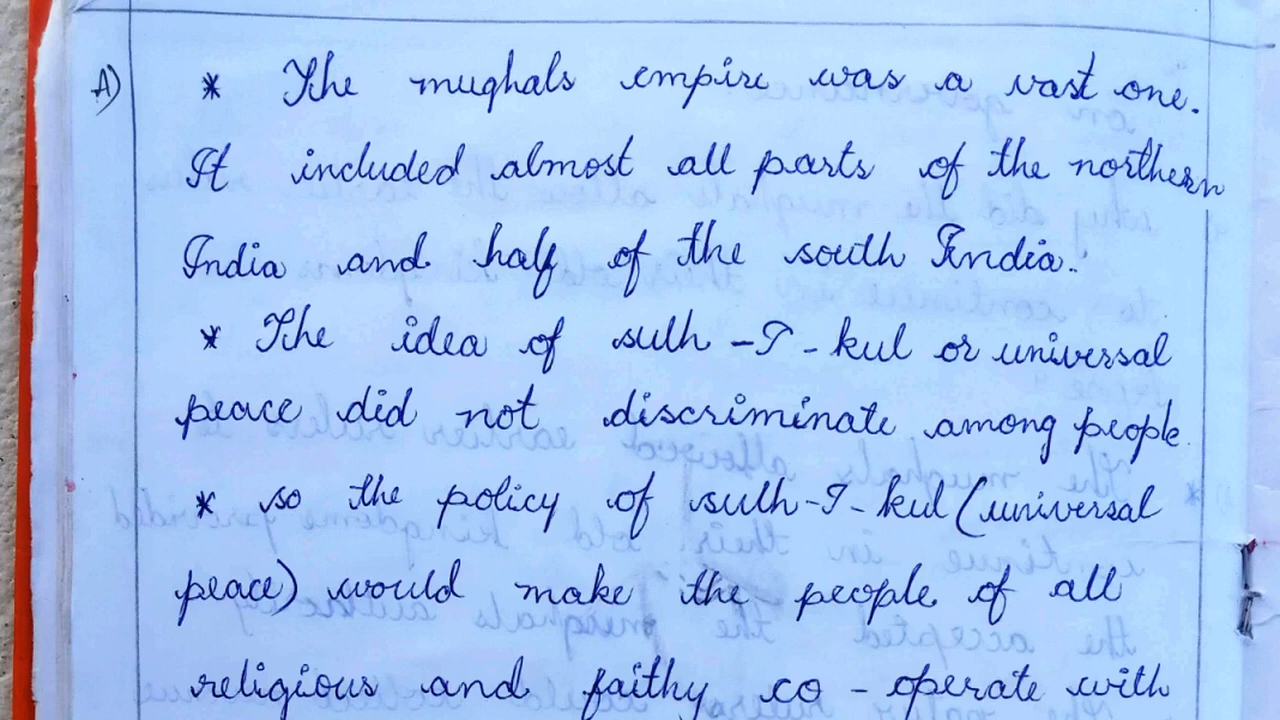 A) * The mughals empire was a vast one.
It included almost all parts of the northern
India and half of the south India.
* The idea of sulh -I- kul or universal
peace did not discriminate among people.
* so the policy of sulh-I-kul (universal
peace) would make the people of all
religious and faithy co-operate with